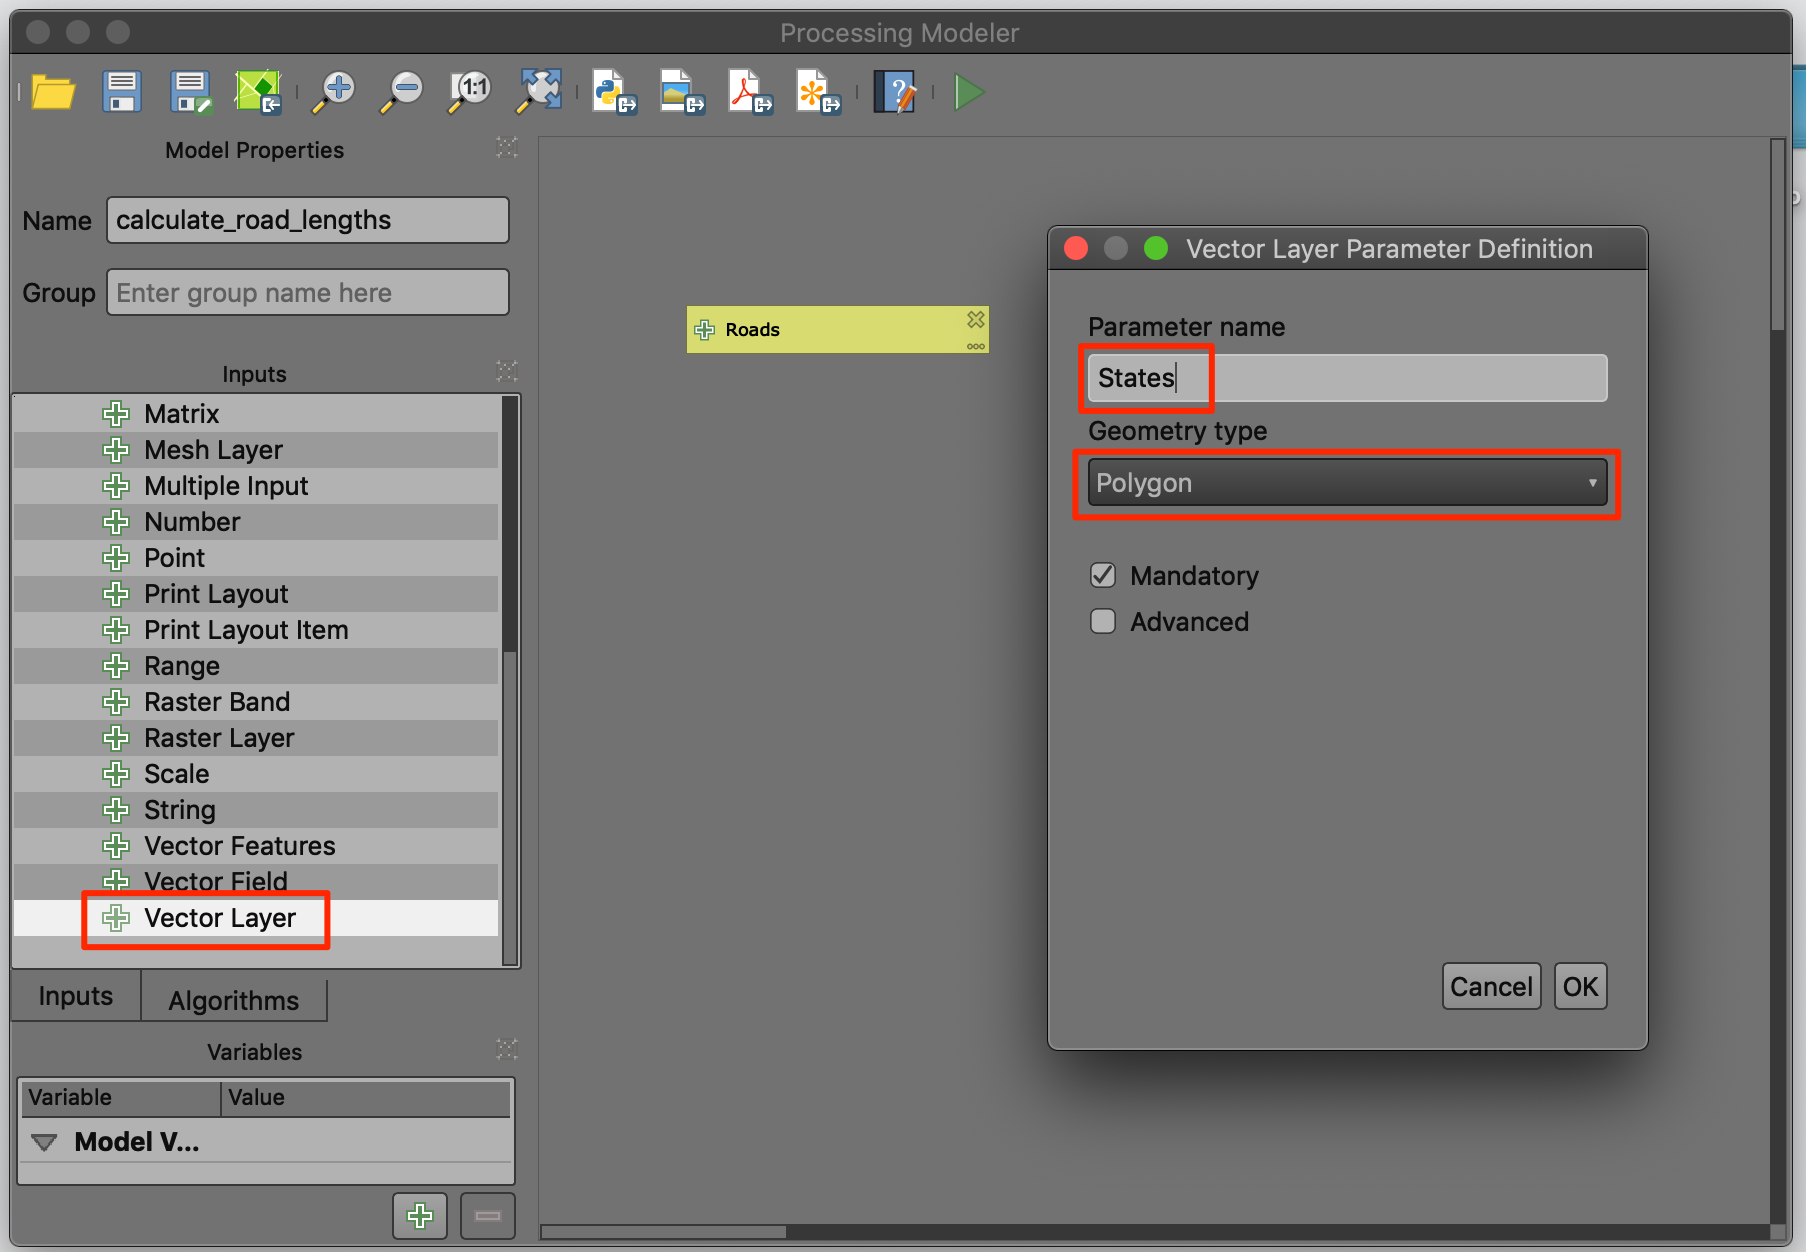 Processing Modeler
1:1
Model Properties
Name calculate_road_lengths
Group Enter group name here
Inputs
Matrix
Mesh Layer
Multiple Input
Number
Point
Print Layout
Print Layout Item
Range
Raster Band
Raster Layer
Scale
String
Vector Features
Vector Field
Vector Layer
Inputs Algorithms
Variables
Variable Value
Model V...
Roads
Vector Layer Parameter Definition
Parameter name
States
Geometry type
Polygon
Mandatory
Advanced
Cancel OK